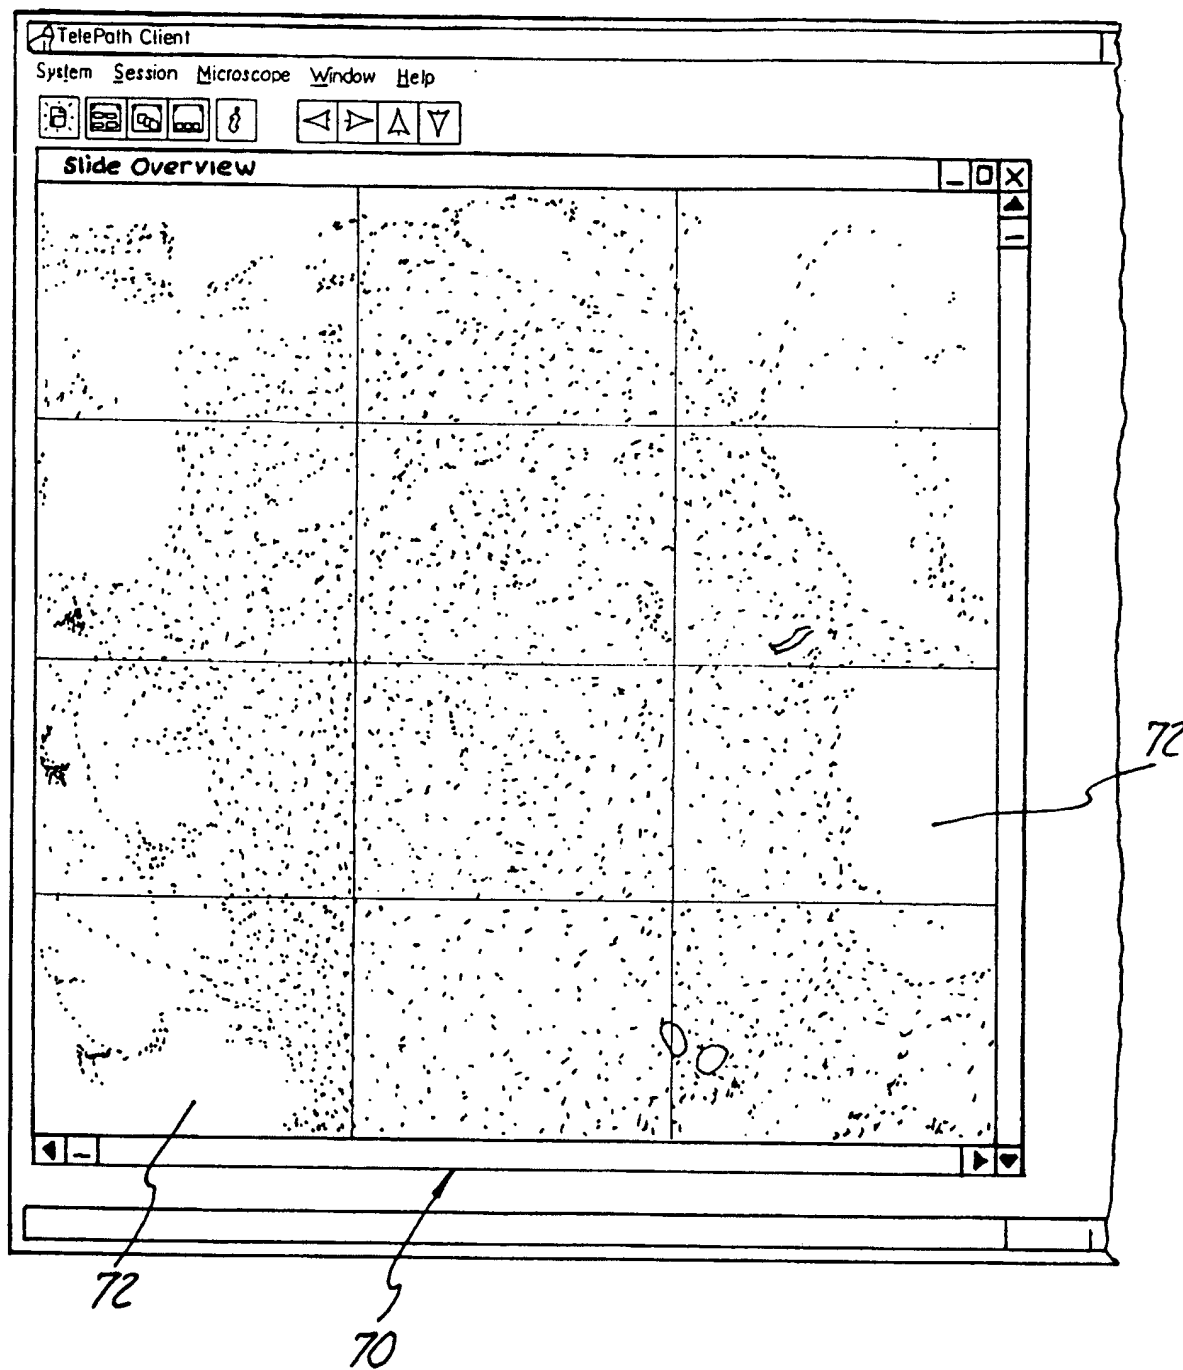 TelePath Client
System Session Microscope Window Help
Slide Overview
72
72
70